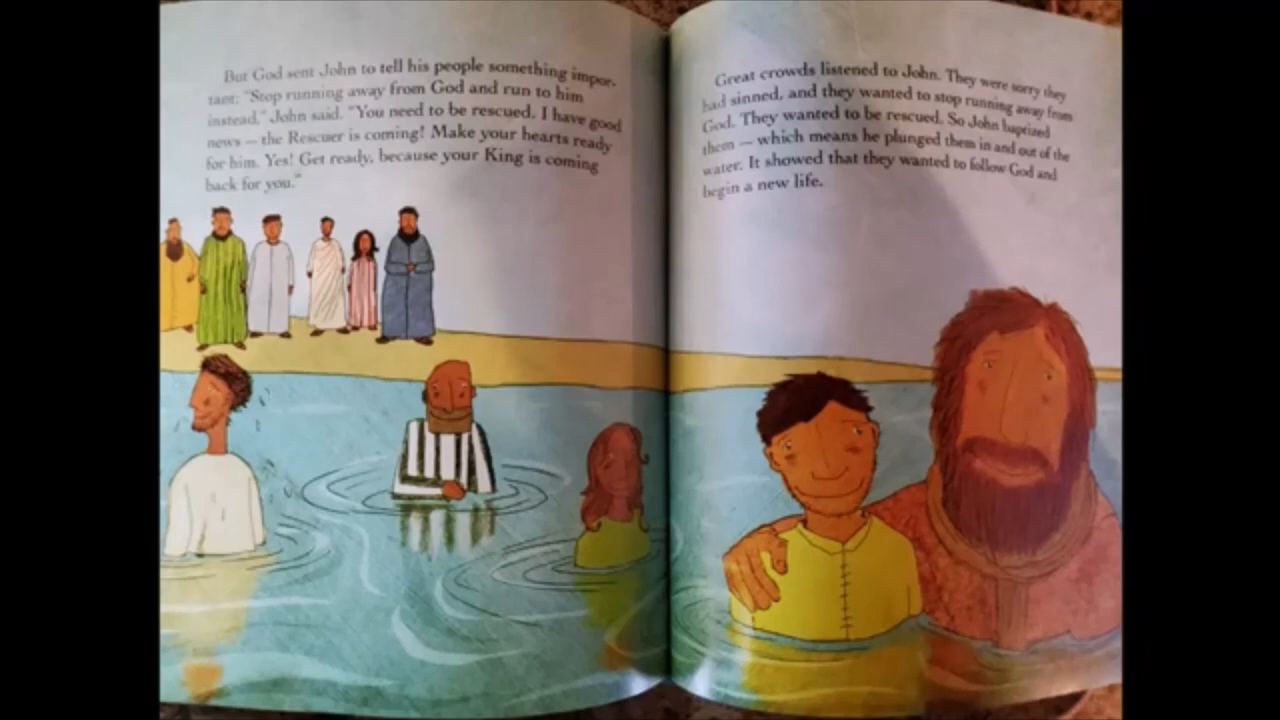 But God sent John to tell his people something impor-
tant: "Stop running away from God and run to him
instead," John said. "You need to be rescued. I have good
news — the Rescuer is coming! Make your hearts ready
for him. Yes! Get ready, because your King is coming
back for you."
Great crowds listened to John. They were sorry they
had sinned, and they wanted to stop running away from
God. They wanted to be rescued. So John baptized
them — which means he plunged them in and out of the
water. It showed that they wanted to follow God and
begin a new life.